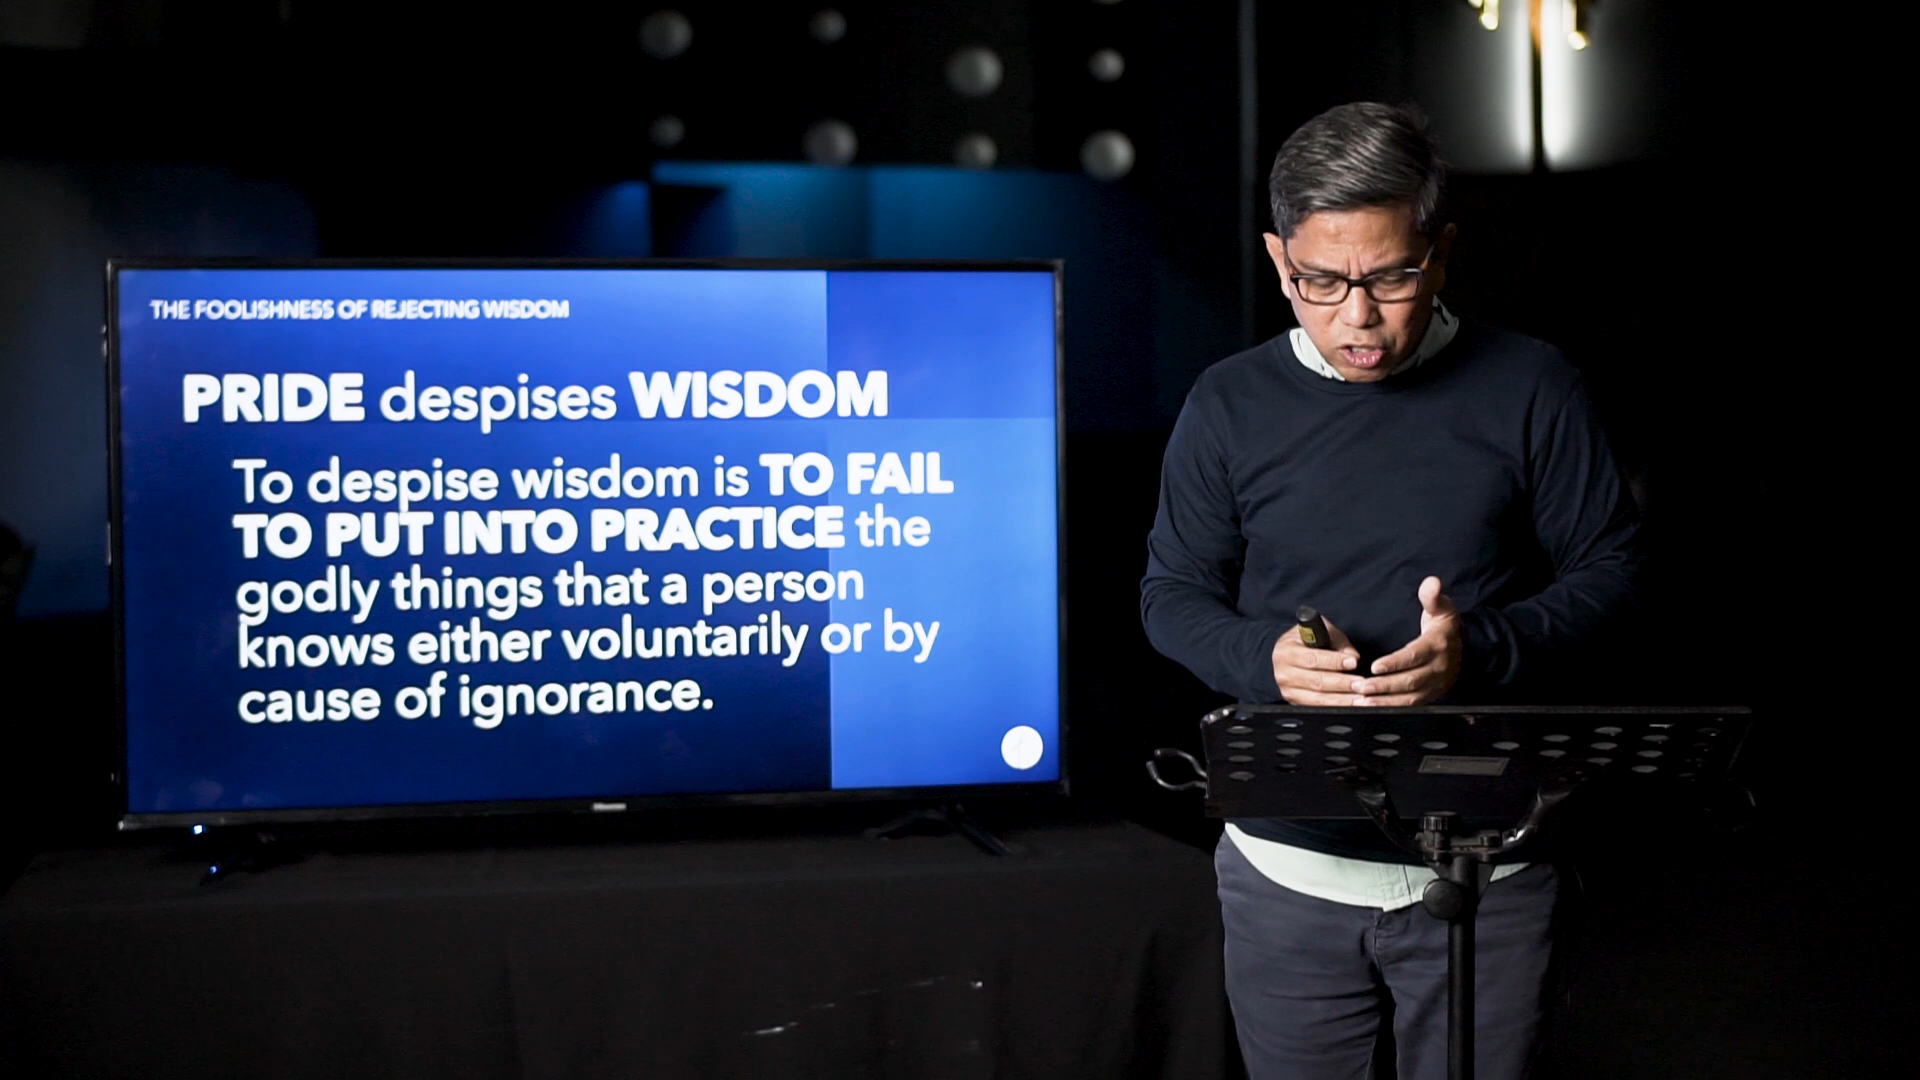 THE FOOLISHNESS OF REJECTING WISDOM
PRIDE despises WISDOM
To despise wisdom is TO FAIL
TO PUT INTO PRACTICE the
godly things that a person
knows either voluntarily or by
cause of ignorance.
Hisense